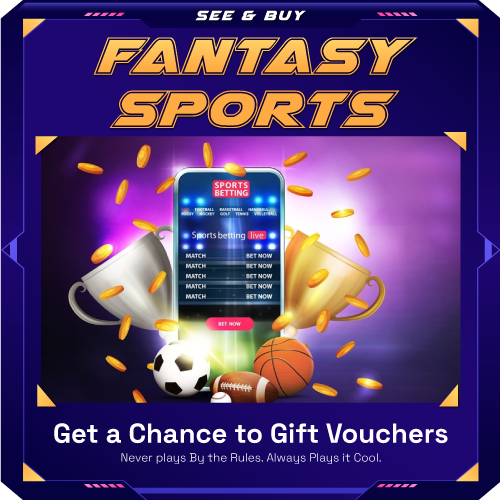 SEE & BUY
FANTASY
SPORTS
SPORTS
BETTING
FOOTBALL BASKETBALL HANDBALL
RUGBY HOCKEY GOLF TENNIS VOLLEYBALL
Sports betting live
MATCH BET NOW
MATCH BET NOW
MATCH BET NOW
MATCH BET NOW
MATCH BET NOW
BET NOW
Get a Chance to Gift Vouchers
Never plays By the Rules. Always Plays it Cool.